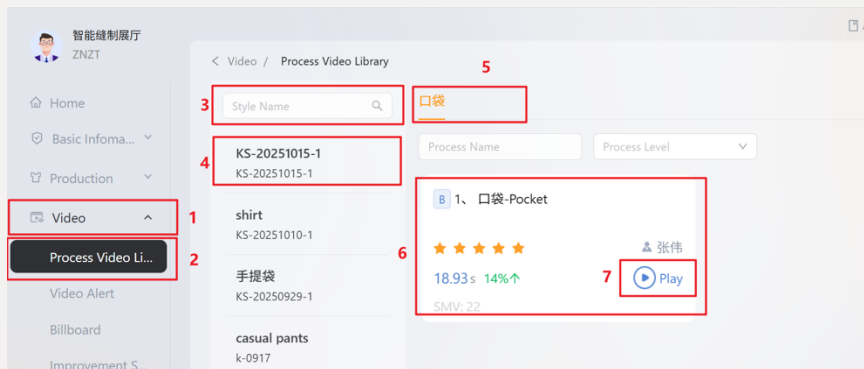 智能缝制展厅
ZNZT
Home
Basic Infoma...
Production
1
Video
2
Process Video Li...
Video Alert
Billboard
Improvement S...
< Video / Process Video Library
3
Style Name
4
KS-20251015-1
KS-20251015-1
shirt
KS-20251010-1
手提袋
KS-20250929-1
casual pants
k-0917
5
口袋
Process Name
Process Level
6
B 1、 口袋-Pocket
张伟
18.93s 14%↑
7
Play
SMV: 22